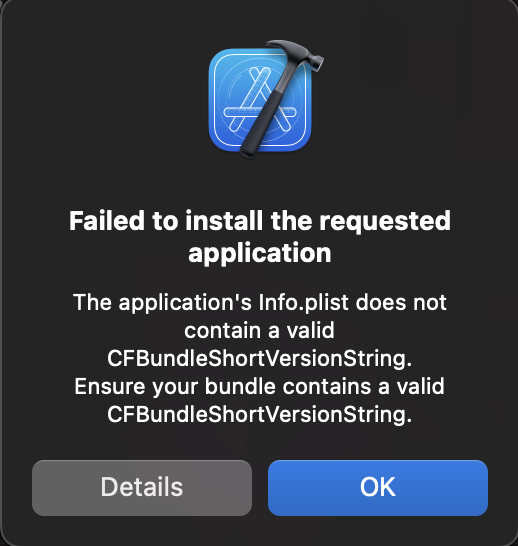 Failed to install the requested
application
The application's Info.plist does not
contain a valid
CFBundleShortVersionString.
Ensure your bundle contains a valid
CFBundleShortVersionString.
Details
OK